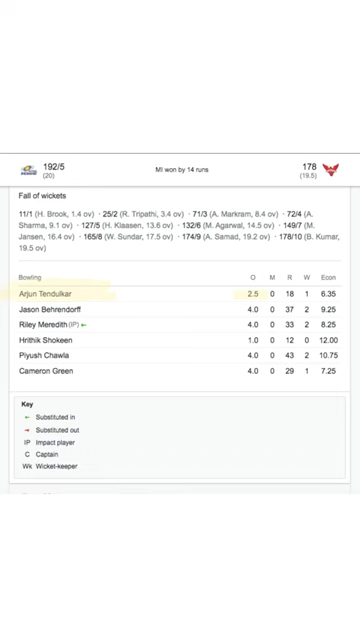 192/5
(20)
MI won by 14 runs
178
(19.5)
Fall of wickets
11/1 (H. Brook, 1.4 ov) · 25/2 (R. Tripathi, 3.4 ov) · 71/3 (A. Markram, 8.4 ov) · 72/4 (A.
Sharma, 9.1 ov) · 127/5 (H. Klaasen, 13.6 ov) · 132/6 (M. Agarwal, 14.5 ov) · 149/7 (M.
Jansen, 16.4 ov) · 165/8 (W. Sundar, 17.5 ov) · 174/9 (A. Samad, 19.2 ov) · 178/10 (B. Kumar,
19.5 ov)
Bowling O M R W Econ
Arjun Tendulkar 2.5 0 18 1 6.35
Jason Behrendorff 4.0 0 37 2 9.25
Riley Meredith (IP) ← 4.0 0 33 2 8.25
Hrithik Shokeen 1.0 0 12 0 12.00
Piyush Chawla 4.0 0 43 2 10.75
Cameron Green 4.0 0 29 1 7.25
Key
← Substituted in
→ Substituted out
IP Impact player
C Captain
Wk Wicket-keeper